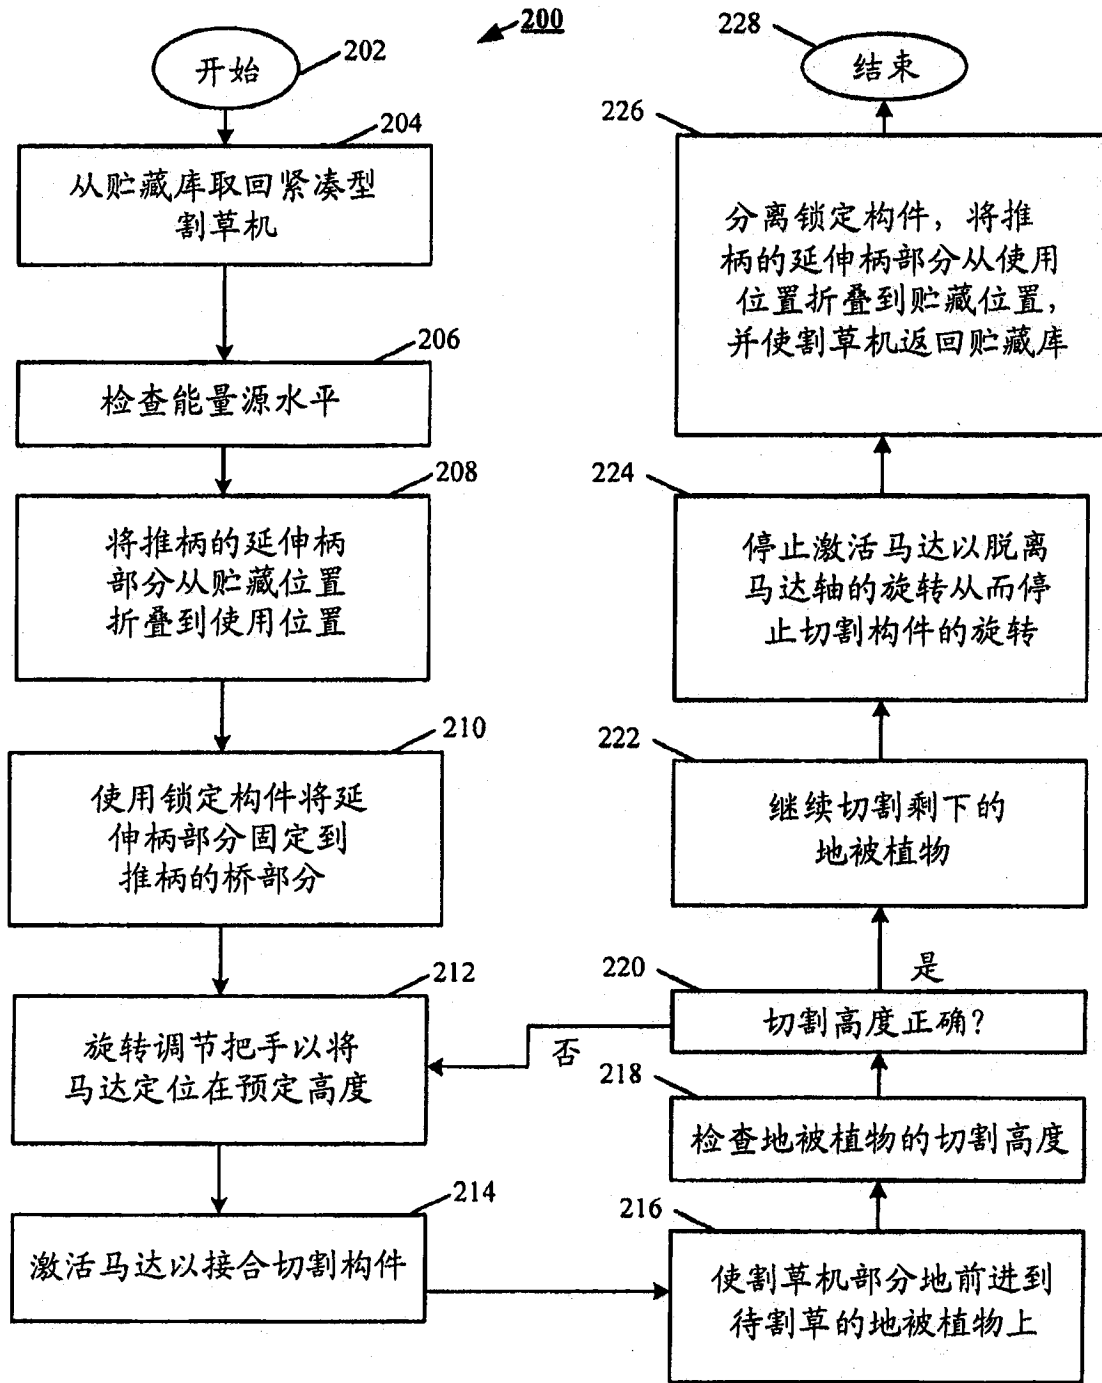 200
202
开始
204
从贮藏库取回紧凑型
割草机
206
检查能量源水平
208
将推柄的延伸柄
部分从贮藏位置
折叠到使用位置
210
使用锁定构件将延
伸柄部分固定到
推柄的桥部分
212
旋转调节把手以将
马达定位在预定高度
214
激活马达以接合切割构件
216
使割草机部分地前进到
待割草的地被植物上
218
检查地被植物的切割高度
220
切割高度正确?
否
是
222
继续切割剩下的
地被植物
224
停止激活马达以脱离
马达轴的旋转从而停
止切割构件的旋转
226
分离锁定构件，将推
柄的延伸柄部分从使用
位置折叠到贮藏位置，
并使割草机返回贮藏库
228
结束